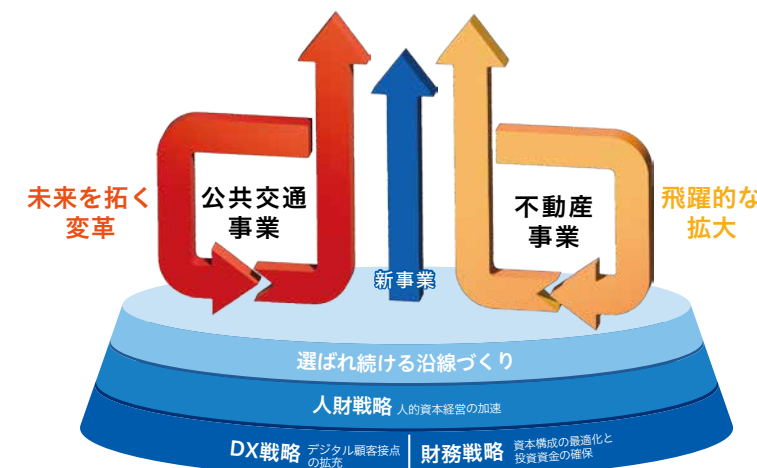 未来を拓く
変革
公共交通
事業
新事業
不動産
事業
飛躍的な
拡大
選ばれ続ける沿線づくり
人財戦略 人的資本経営の加速
DX戦略 デジタル顧客接点
の拡充
財務戦略 資本構成の最適化と
投資資金の確保